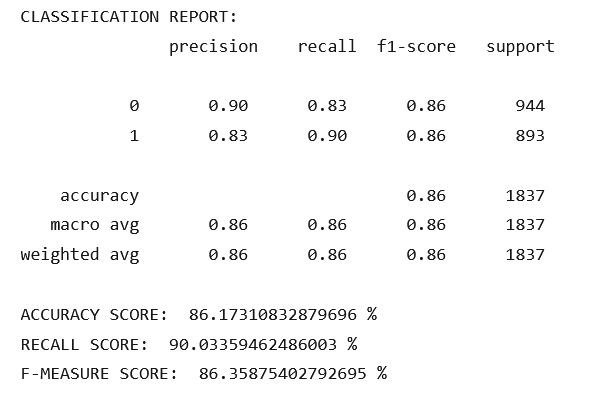 CLASSIFICATION REPORT:
precision recall f1-score support
0 0.90 0.83 0.86 944
1 0.83 0.90 0.86 893
accuracy 0.86 1837
macro avg 0.86 0.86 0.86 1837
weighted avg 0.86 0.86 0.86 1837
ACCURACY SCORE: 86.17310832879696 %
RECALL SCORE: 90.03359462486003 %
F-MEASURE SCORE: 86.35875402792695 %